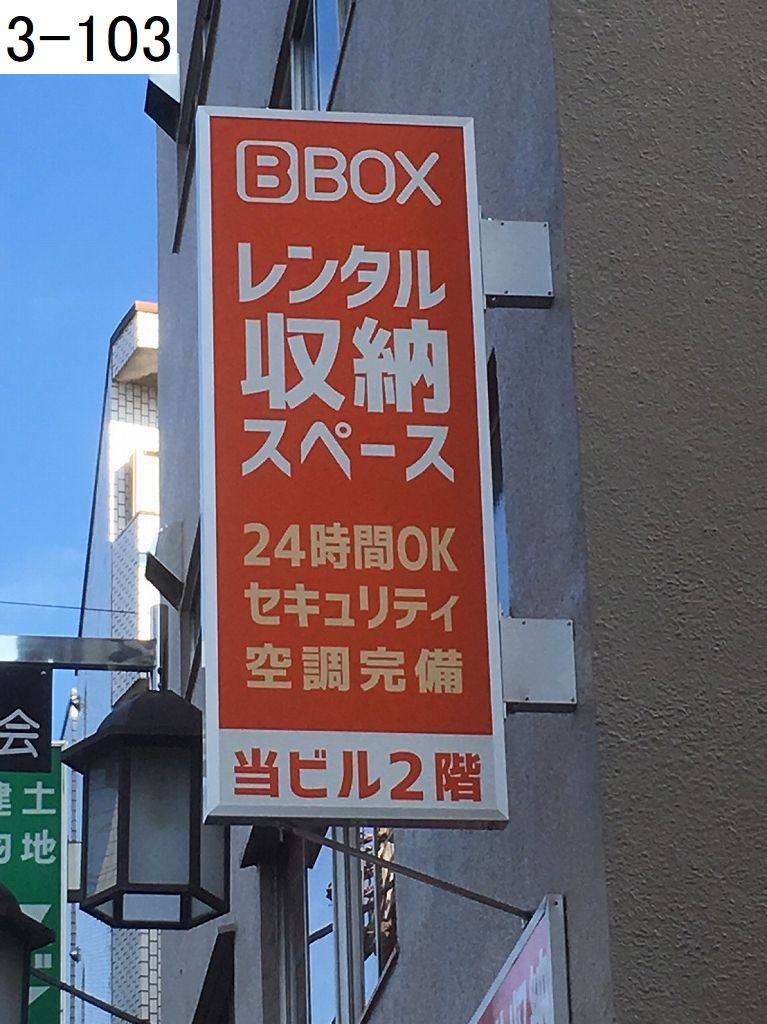 3-103
B BOX
レンタル
収納
スペース
24時間OK
セキュリティ
空調完備
当ビル2階
会
建土
地